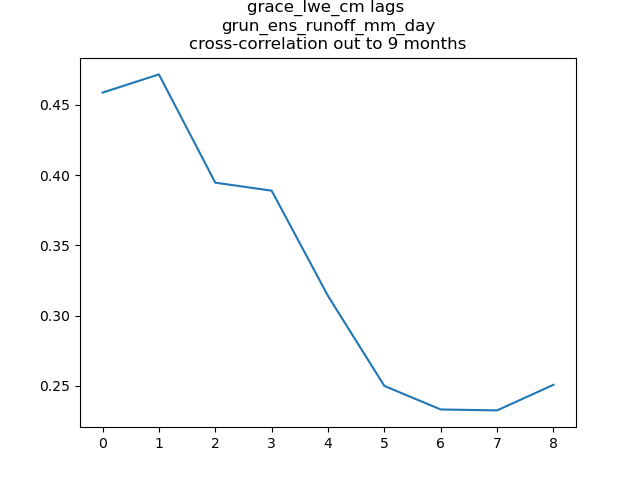 grace_lwe_cm lags
grun_ens_runoff_mm_day
cross-correlation out to 9 months
0.45
0.40
0.35
0.30
0.25
0 1 2 3 4 5 6 7 8